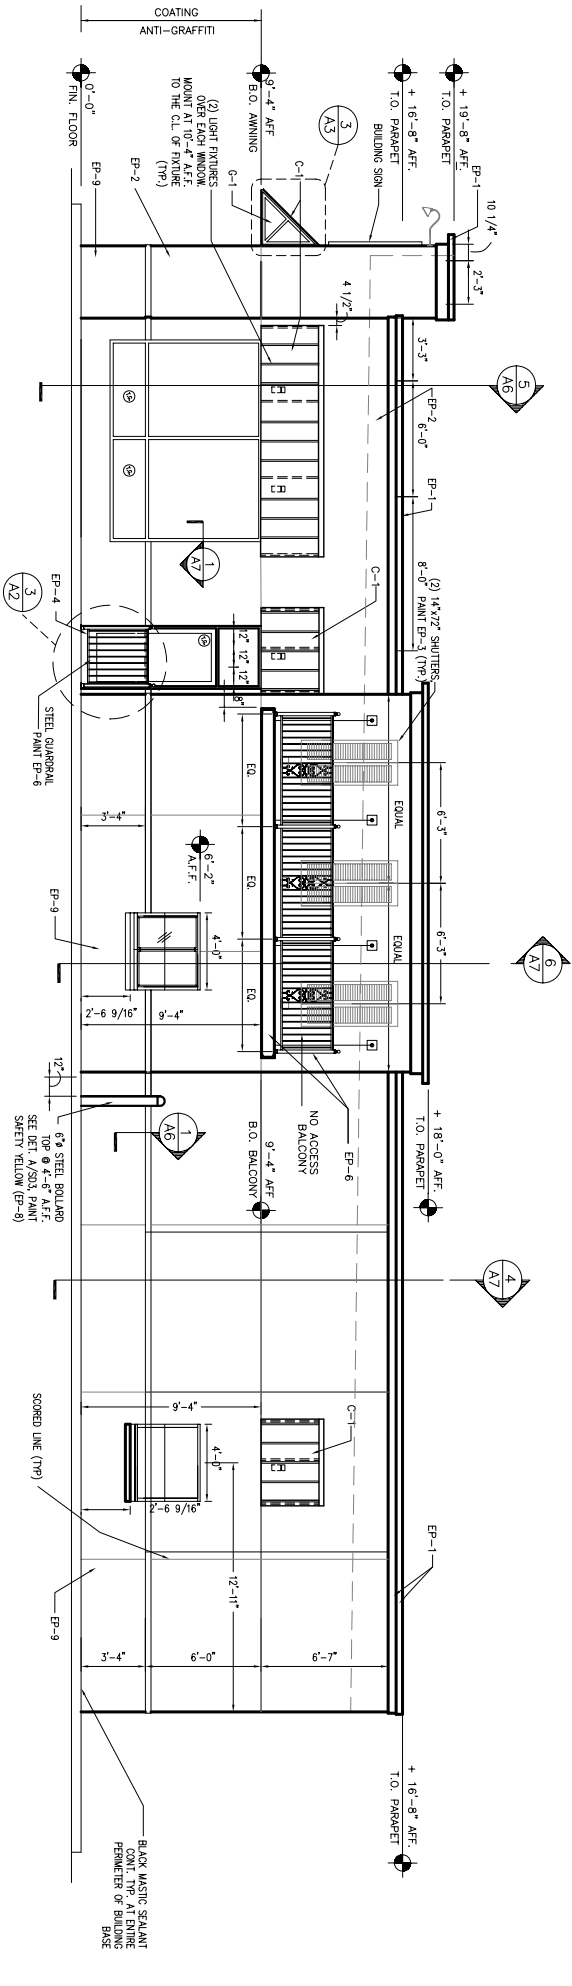 COATING
ANTI-GRAFFITI
0'-0"
FIN. FLOOR
9'-4" AFF
B.O. AWNING
+ 16'-8" AFF.
T.O. PARAPET
+ 19'-8" AFF.
T.O. PARAPET
EP-1
10 1/4"
2'-3"
BUILDING SIGN
3
A3
C-1
G-1
(2) LIGHT FIXTURES
OVER EACH WINDOW.
MOUNT AT 10'-4" A.F.F.
TO THE C.L. OF FIXTURE
(TYP.)
EP-2
EP-9
4 1/2"
3'-3"
5
A6
EP-2
6'-0"
EP-1
8'-0"
(2) 14"x72" SHUTTERS,
PAINT EP-3 (TYP.)
C-1
1
A7
3
A2
EP-4
12"
12"
12"
8"
STEEL GUARDRAIL
PAINT EP-6
EQ.
EQ.
EQ.
EQUAL
EQUAL
6'-3"
6'-3"
3'-4"
6'-2"
A.F.F.
EP-9
4'-0"
2'-6 9/16"
9'-4"
6
A7
12"
6"ø STEEL BOLLARD
TOP @ 4'-6" A.F.F.
SEE DET. A/SD3, PAINT
SAFETY YELLOW (EP-8)
1
A6
EP-6
NO ACCESS
BALCONY
9'-4" AFF
B.O. BALCONY
+ 18'-0" AFF.
T.O. PARAPET
4
A7
SCORED LINE (TYP)
9'-4"
4'-0"
2'-6 9/16"
C-1
12'-11"
EP-1
EP-9
3'-4"
6'-0"
6'-7"
+ 16'-8" AFF.
T.O. PARAPET
BLACK MASTIC SEALANT
CONT. TYP. AT ENTIRE
PERIMETER OF BUILDING
BASE